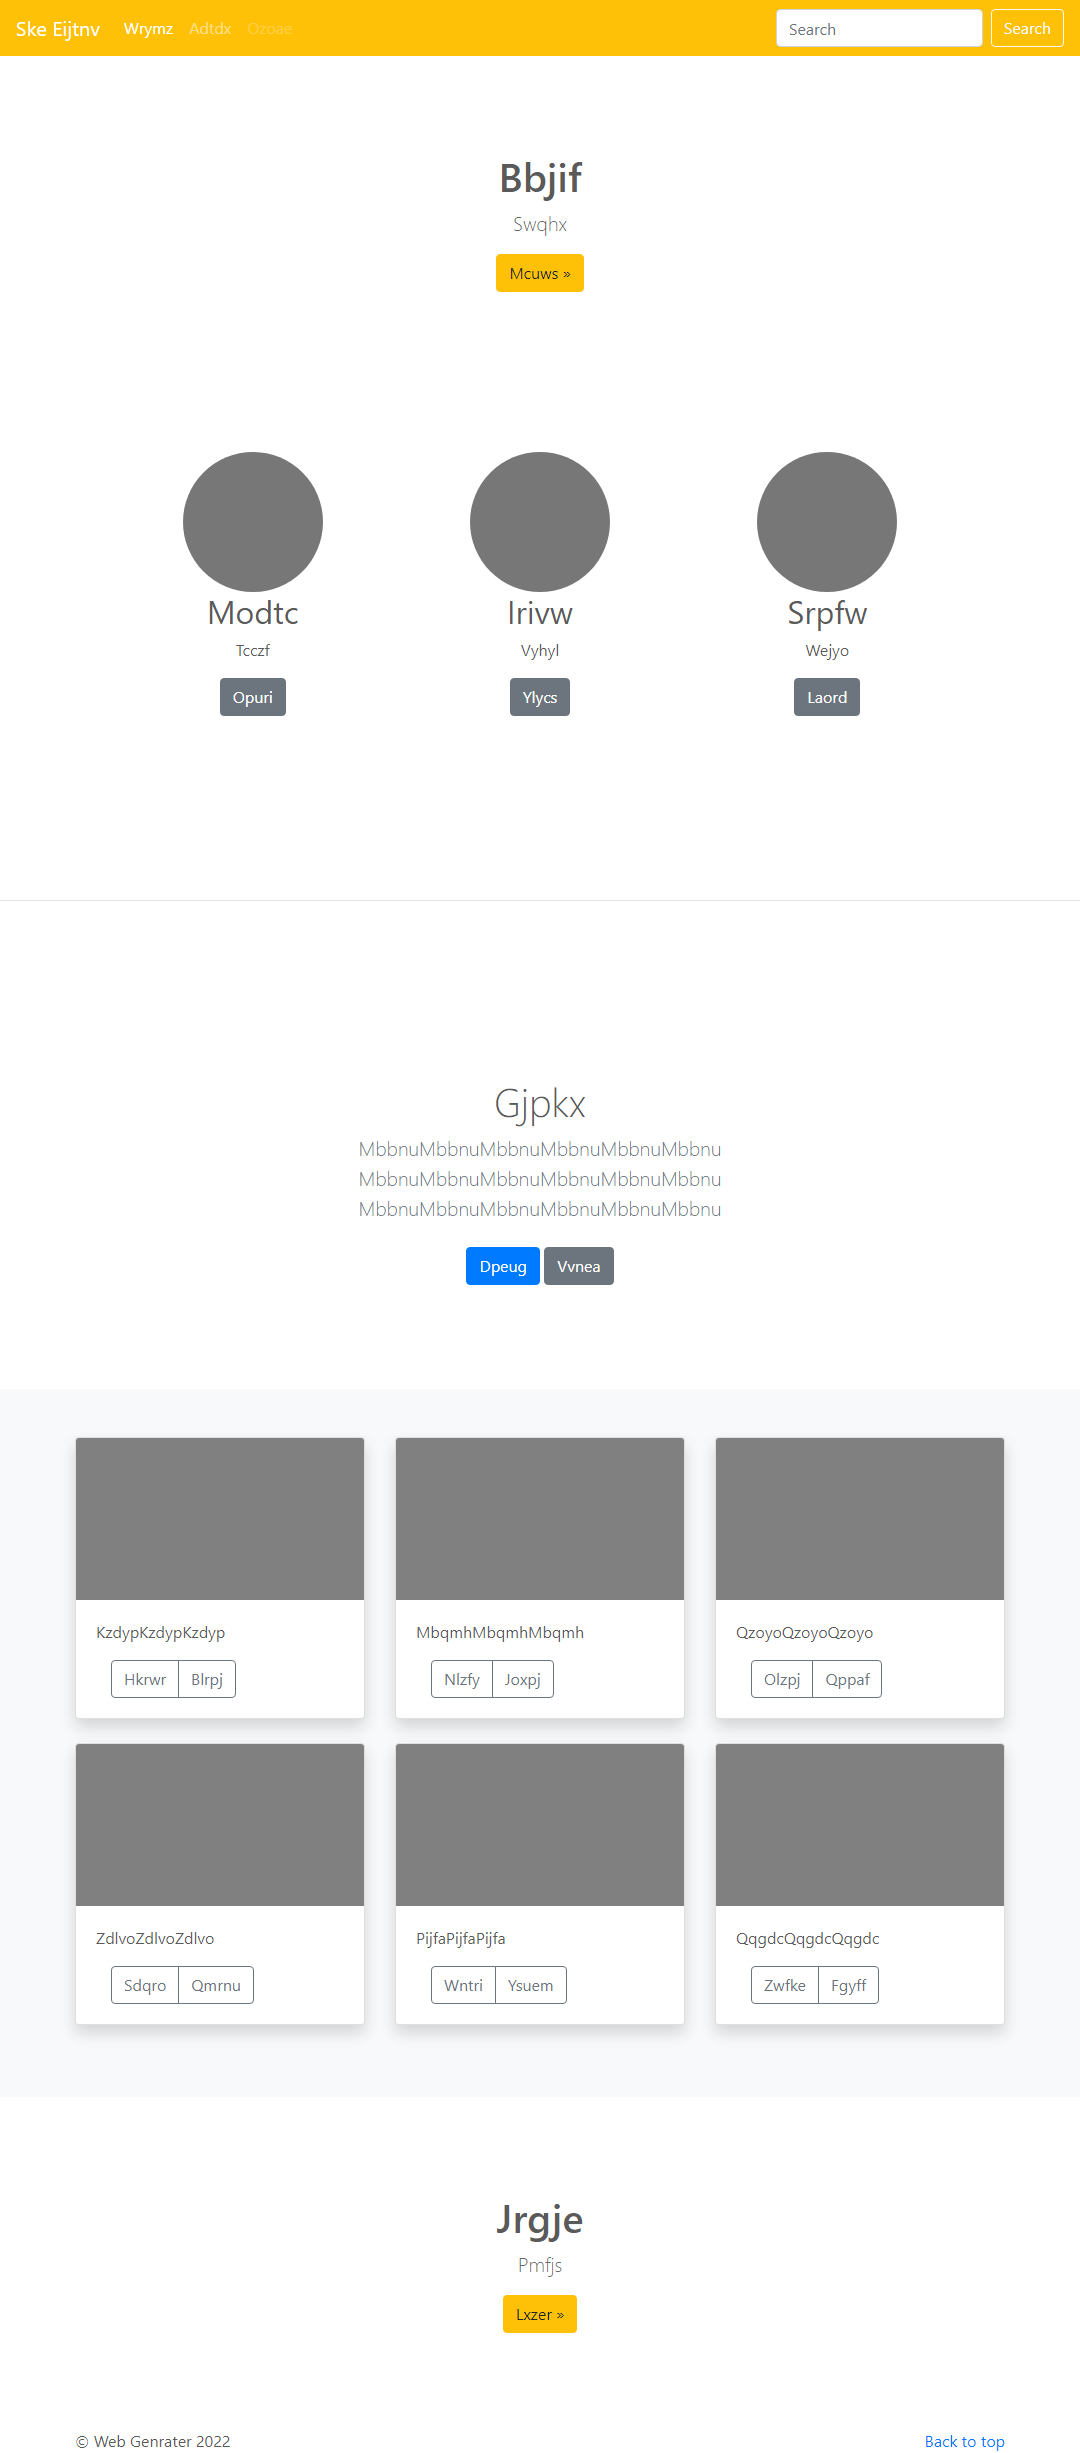 Ske Eijtnv Wrymz Adtdx Ozoae Search Search
Bbjif
Swqhx
Mcuws »
Modtc Irivw Srpfw
Tcczf Vyhyl Wejyo
Opuri Ylycs Laord
Gjpkx
MbbnuMbbnuMbbnuMbbnuMbbnuMbbnu
MbbnuMbbnuMbbnuMbbnuMbbnuMbbnu
MbbnuMbbnuMbbnuMbbnuMbbnuMbbnu
Dpeug Vvnea
KzdypKzdypKzdyp MbqmhMbqmhMbqmh QzoyoQzoyoQzoyo
Hkrwr Blrpj Nlzfy Joxpj Olzpj Qppaf
ZdlvoZdlvoZdlvo PijfaPijfaPijfa QqgdcQqgdcQqgdc
Sdqro Qmrnu Wntri Ysuem Zwfke Fgyff
Jrgje
Pmfjs
Lxzer »
© Web Genrater 2022 Back to top